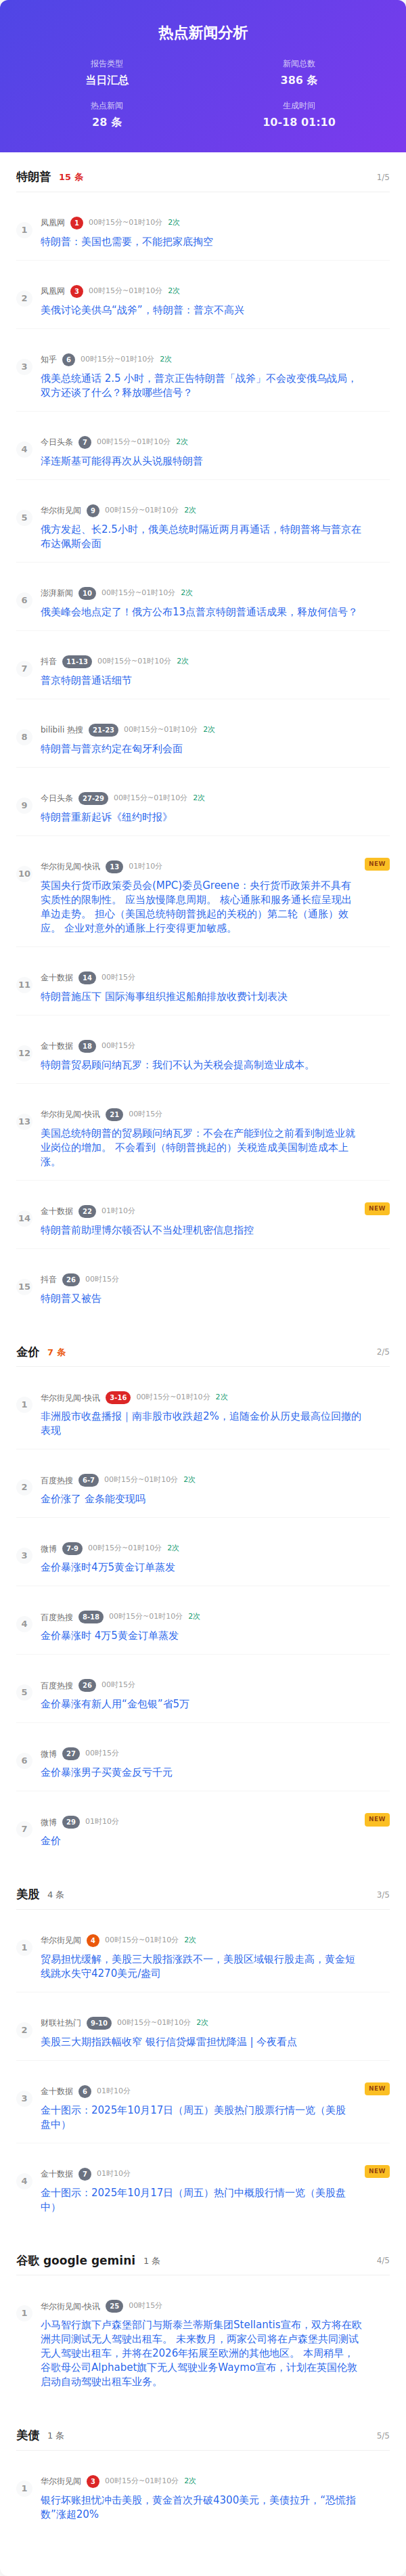 热点新闻分析
报告类型
新闻总数
当日汇总
386 条
热点新闻
生成时间
28 条
10-18 01:10
特朗普 15 条 1/5
1
凤凰网 1 00时15分~01时10分 2次
特朗普：美国也需要，不能把家底掏空
2
凤凰网 3 00时15分~01时10分 2次
美俄讨论美供乌“战斧”，特朗普：普京不高兴
3
知乎 6 00时15分~01时10分 2次
俄美总统通话 2.5 小时，普京正告特朗普「战斧」不会改变俄乌战局，
双方还谈了什么？释放哪些信号？
4
今日头条 7 00时15分~01时10分 2次
泽连斯基可能得再次从头说服特朗普
5
华尔街见闻 9 00时15分~01时10分 2次
俄方发起、长2.5小时，俄美总统时隔近两月再通话，特朗普将与普京在
布达佩斯会面
6
澎湃新闻 10 00时15分~01时10分 2次
俄美峰会地点定了！俄方公布13点普京特朗普通话成果，释放何信号？
7
抖音 11-13 00时15分~01时10分 2次
普京特朗普通话细节
8
bilibili 热搜 21-23 00时15分~01时10分 2次
特朗普与普京约定在匈牙利会面
9
今日头条 27-29 00时15分~01时10分 2次
特朗普重新起诉《纽约时报》
10
华尔街见闻-快讯 13 01时10分 NEW
英国央行货币政策委员会(MPC)委员Greene：央行货币政策并不具有
实质性的限制性。 应当放慢降息周期。 核心通胀和服务通长痘呈现出
单边走势。 担心（美国总统特朗普挑起的关税的）第二轮（通胀）效
应。 企业对意外的通胀上行变得更加敏感。
11
金十数据 14 00时15分
特朗普施压下 国际海事组织推迟船舶排放收费计划表决
12
金十数据 18 00时15分
特朗普贸易顾问纳瓦罗：我们不认为关税会提高制造业成本。
13
华尔街见闻-快讯 21 00时15分
美国总统特朗普的贸易顾问纳瓦罗：不会在产能到位之前看到制造业就
业岗位的增加。 不会看到（特朗普挑起的）关税造成美国制造成本上
涨。
14
金十数据 22 01时10分 NEW
特朗普前助理博尔顿否认不当处理机密信息指控
15
抖音 26 00时15分
特朗普又被告
金价 7 条 2/5
1
华尔街见闻-快讯 3-16 00时15分~01时10分 2次
非洲股市收盘播报｜南非股市收跌超2%，追随金价从历史最高位回撤的
表现
2
百度热搜 6-7 00时15分~01时10分 2次
金价涨了 金条能变现吗
3
微博 7-9 00时15分~01时10分 2次
金价暴涨时4万5黄金订单蒸发
4
百度热搜 8-18 00时15分~01时10分 2次
金价暴涨时 4万5黄金订单蒸发
5
百度热搜 26 00时15分
金价暴涨有新人用“金包银”省5万
6
微博 27 00时15分
金价暴涨男子买黄金反亏千元
7
微博 29 01时10分 NEW
金价
美股 4 条 3/5
1
华尔街见闻 4 00时15分~01时10分 2次
贸易担忧缓解，美股三大股指涨跌不一，美股区域银行股走高，黄金短
线跳水失守4270美元/盎司
2
财联社热门 9-10 00时15分~01时10分 2次
美股三大期指跌幅收窄 银行信贷爆雷担忧降温 | 今夜看点
3
金十数据 6 01时10分 NEW
金十图示：2025年10月17日（周五）美股热门股票行情一览（美股
盘中）
4
金十数据 7 01时10分 NEW
金十图示：2025年10月17日（周五）热门中概股行情一览（美股盘
中）
谷歌 google gemini 1 条 4/5
1
华尔街见闻-快讯 25 00时15分
小马智行旗下卢森堡部门与斯泰兰蒂斯集团Stellantis宣布，双方将在欧
洲共同测试无人驾驶出租车。 未来数月，两家公司将在卢森堡共同测试
无人驾驶出租车，并将在2026年拓展至欧洲的其他地区。 本周稍早，
谷歌母公司Alphabet旗下无人驾驶业务Waymo宣布，计划在英国伦敦
启动自动驾驶出租车业务。
美债 1 条 5/5
1
华尔街见闻 3 00时15分~01时10分 2次
银行坏账担忧冲击美股，黄金首次升破4300美元，美债拉升，“恐慌指
数”涨超20%